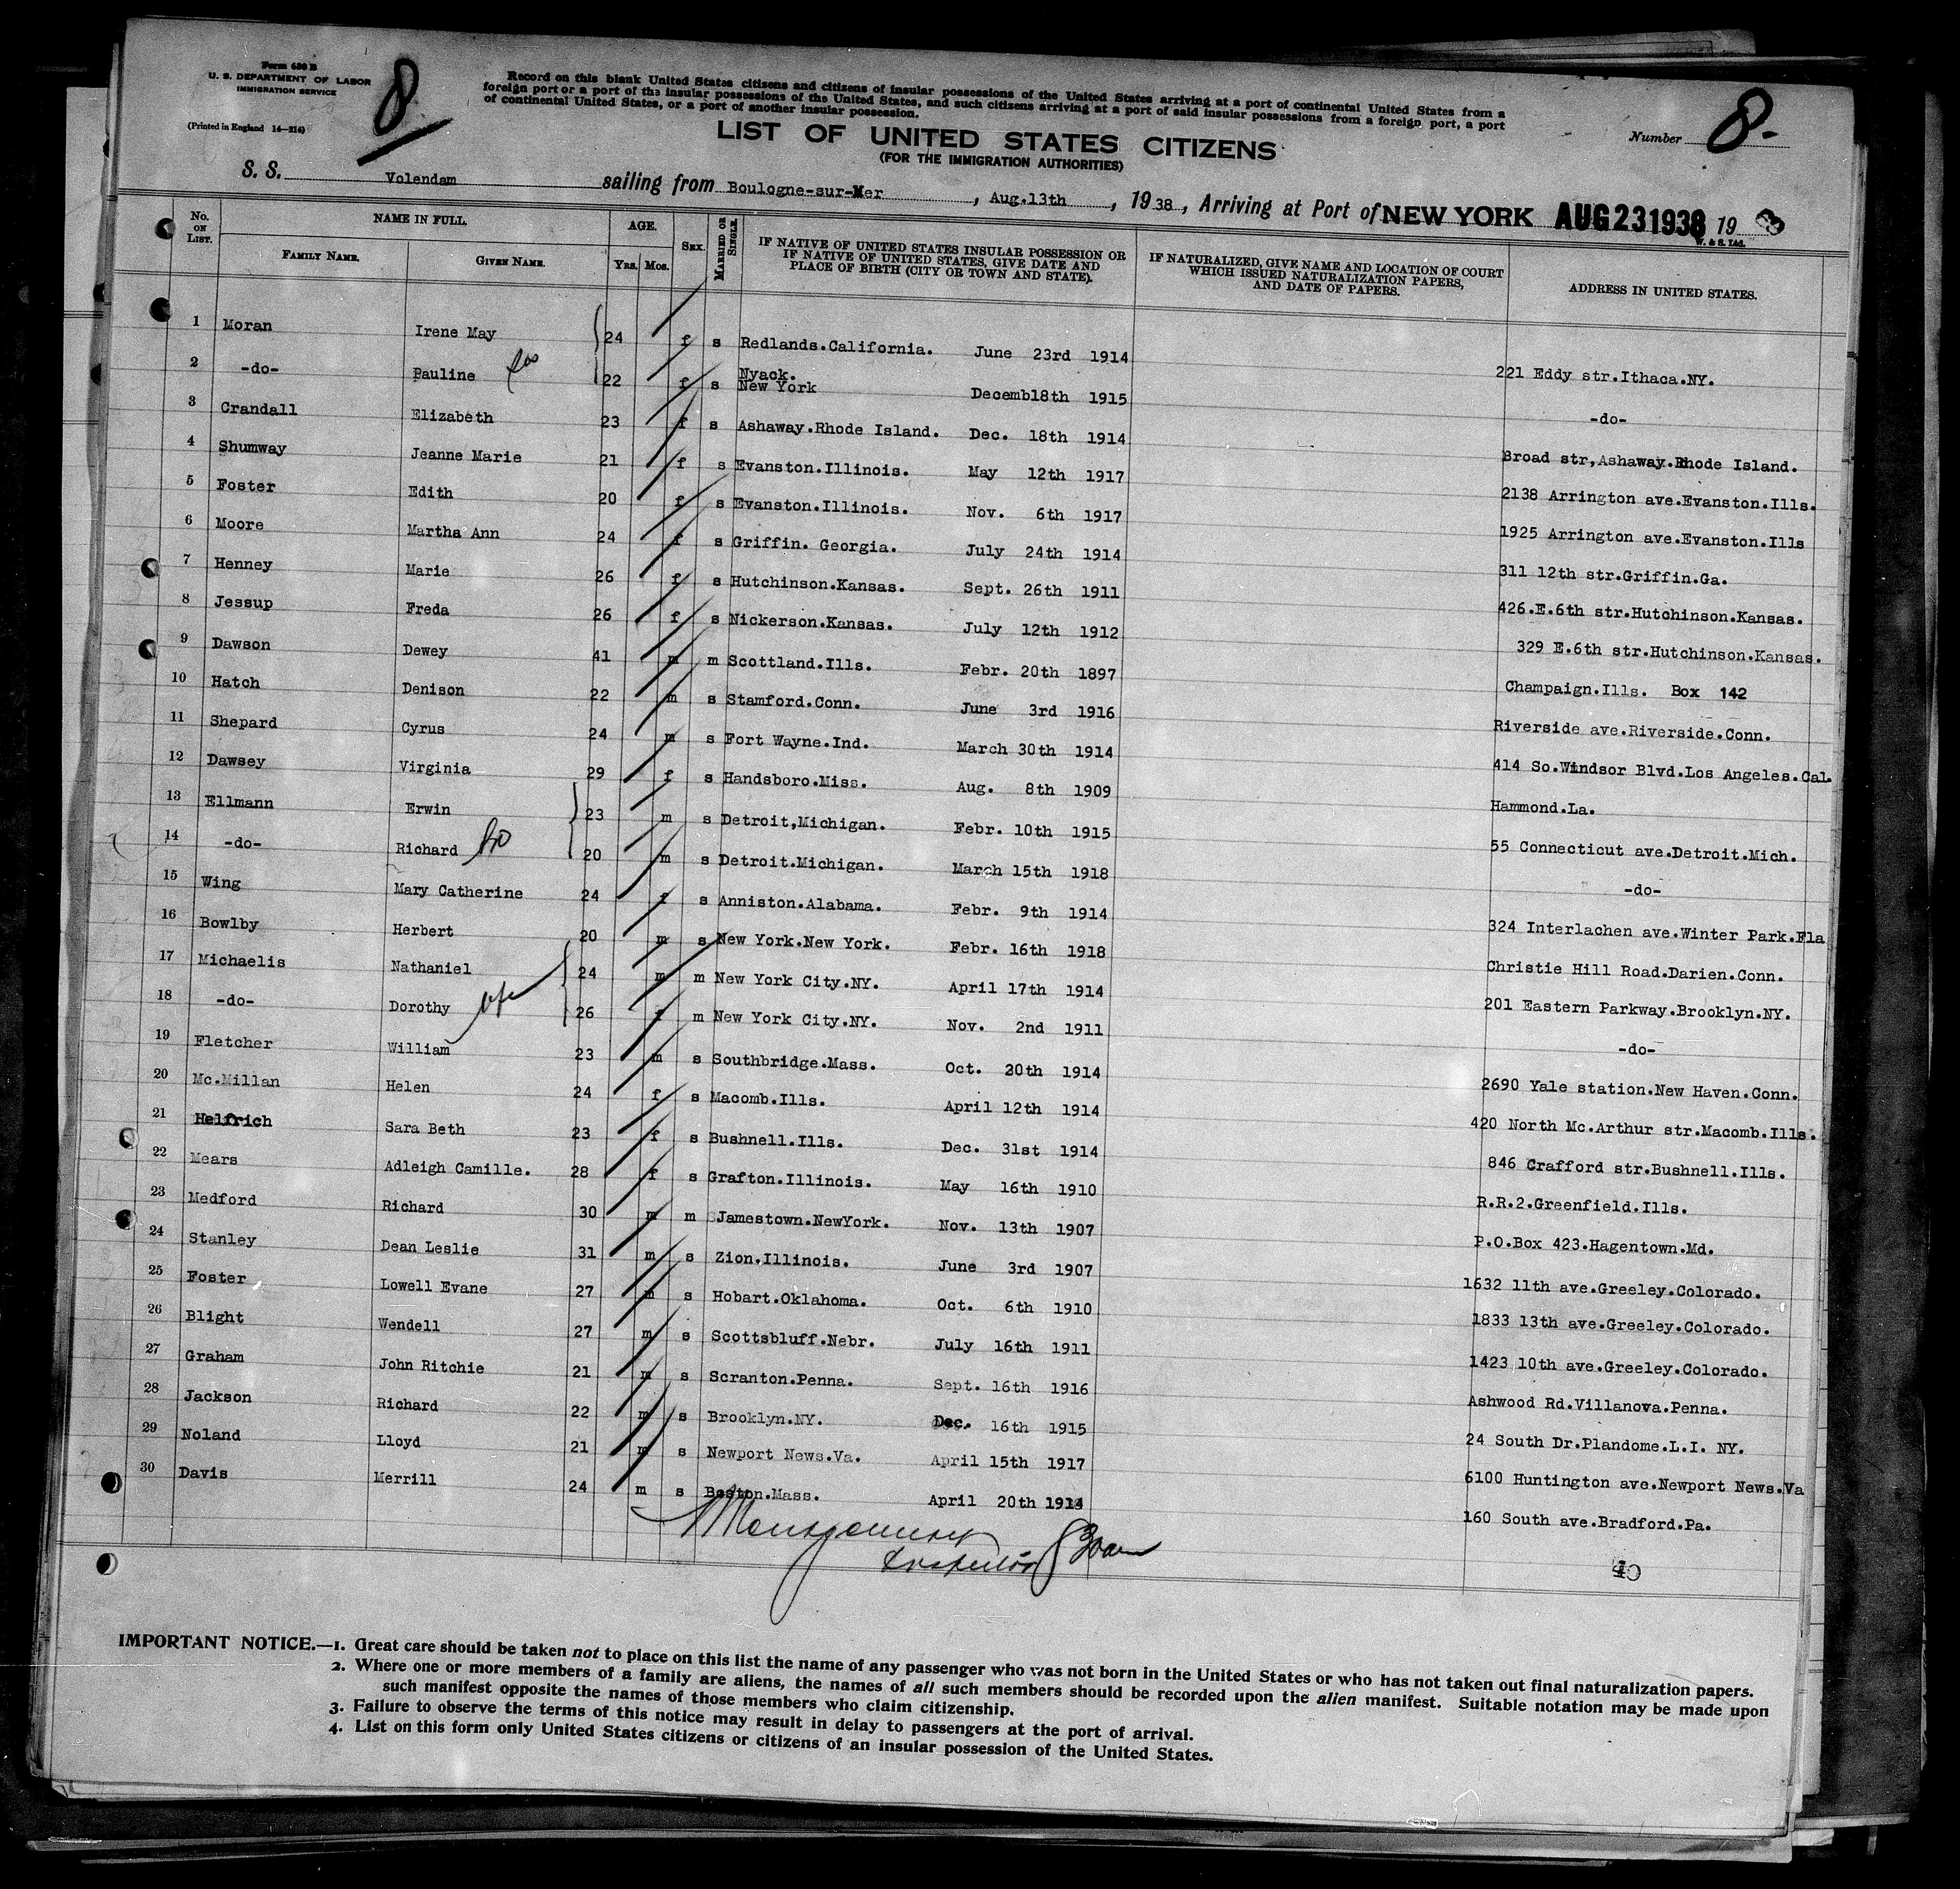 Form 630 B
U. S. DEPARTMENT OF LABOR
IMMIGRATION SERVICE
(Printed in England 14—214)
8
Record on this blank United States citizens and citizens of insular possessions of the United States arriving at a port of continental United States from a
foreign port or a port of the insular possessions of the United States, and such citizens arriving at a port of said insular possessions from a foreign port, a port
of continental United States, or a port of another insular possession.
LIST OF UNITED STATES CITIZENS
(FOR THE IMMIGRATION AUTHORITIES)
Number 8-
S. S. Volendam sailing from Boulogne-sur-Mer, Aug.13th, 1938, Arriving at Port of NEW YORK AUG 23 1938 19
W. & S. Ltd.
No. ON LIST. NAME IN FULL. FAMILY NAME. GIVEN NAME. AGE. YRS. MOS. SEX. MARRIED OR SINGLE. IF NATIVE OF UNITED STATES INSULAR POSSESSION OR IF NATIVE OF UNITED STATES, GIVE DATE AND PLACE OF BIRTH (CITY OR TOWN AND STATE). IF NATURALIZED, GIVE NAME AND LOCATION OF COURT WHICH ISSUED NATURALIZATION PAPERS, AND DATE OF PAPERS. ADDRESS IN UNITED STATES.
1 Moran Irene May 24 f s Redlands.California. June 23rd 1914 221 Eddy str.Ithaca.NY.
2 -do- Pauline 22 f s Nyack. New York Decemb18th 1915 -do-
3 Crandall Elizabeth 23 f s Ashaway.Rhode Island. Dec. 18th 1914 Broad str,Ashaway.Rhode Island.
4 Shumway Jeanne Marie 21 f s Evanston.Illinois. May 12th 1917 2138 Arrington ave.Evanston.Ills.
5 Foster Edith 20 f s Evanston.Illinois. Nov. 6th 1917 1925 Arrington ave.Evanston.Ills
6 Moore Martha Ann 24 f s Griffin. Georgia. July 24th 1914 311 12th str.Griffin.Ga.
7 Henney Marie 26 f s Hutchinson.Kansas. Sept. 26th 1911 426.E.6th str.Hutchinson.Kansas.
8 Jessup Freda 26 f s Nickerson.Kansas. July 12th 1912 329 E.6th str.Hutchinson.Kansas.
9 Dawson Dewey 41 m m Scottland.Ills. Febr. 20th 1897 Champaign.Ills. Box 142
10 Hatch Denison 22 m s Stamford.Conn. June 3rd 1916 Riverside ave.Riverside.Conn.
11 Shepard Cyrus 24 m s Fort Wayne.Ind. March 30th 1914 414 So.Windsor Blvd.Los Angeles.Cal.
12 Dawsey Virginia 29 f s Handsboro.Miss. Aug. 8th 1909 Hammond.La.
13 Ellmann Erwin 23 m s Detroit,Michigan. Febr. 10th 1915 55 Connecticut ave.Detroit.Mich.
14 -do- Richard 20 m s Detroit.Michigan. March 15th 1918 -do-
15 Wing Mary Catherine 24 f s Anniston.Alabama. Febr. 9th 1914 324 Interlachen ave.Winter Park.Fla
16 Bowlby Herbert 20 m s New York.New York. Febr. 16th 1918 Christie Hill Road.Darien.Conn.
17 Michaelis Nathaniel 24 m m New York City.NY. April 17th 1914 201 Eastern Parkway.Brooklyn.NY.
18 -do- Dorothy 26 f m New York City.NY. Nov. 2nd 1911 -do-
19 Fletcher William 23 m s Southbridge.Mass. Oct. 20th 1914 2690 Yale station.New Haven.Conn.
20 Mc.Millan Helen 24 f s Macomb.Ills. April 12th 1914 420 North Mc.Arthur str.Macomb.Ills.
21 Helfrich Sara Beth 23 f s Bushnell.Ills. Dec. 31st 1914 846 Crafford str.Bushnell.Ills.
22 Mears Adleigh Camille. 28 f s Grafton.Illinois. May 16th 1910 R.R.2.Greenfield.Ills.
23 Medford Richard 30 m m Jamestown.NewYork. Nov. 13th 1907 P.O.Box 423.Hagentown.Md.
24 Stanley Dean Leslie 31 m s Zion.Illinois. June 3rd 1907 1632 11th ave.Greeley.Colorado.
25 Foster Lowell Evane 27 m s Hobart.Oklahoma. Oct. 6th 1910 1833 13th ave.Greeley.Colorado.
26 Blight Wendell 27 m s Scottsbluff.Nebr. July 16th 1911 1423 10th ave.Greeley.Colorado.
27 Graham John Ritchie 21 m s Scranton.Penna. Sept. 16th 1916 Ashwood Rd.Villanova.Penna.
28 Jackson Richard 22 m s Brooklyn.NY. Dec. 16th 1915 24 South Dr.Plandome.L.I. NY.
29 Noland Lloyd 21 m s Newport News.Va. April 15th 1917 6100 Huntington ave.Newport News.Va
30 Davis Merrill 24 m s Boston.Mass. April 20th 1914 160 South ave.Bradford.Pa.
IMPORTANT NOTICE.—1. Great care should be taken not to place on this list the name of any passenger who was not born in the United States or who has not taken out final naturalization papers.
2. Where one or more members of a family are aliens, the names of all such members should be recorded upon the alien manifest. Suitable notation may be made upon
such manifest opposite the names of those members who claim citizenship.
3. Failure to observe the terms of this notice may result in delay to passengers at the port of arrival.
4. List on this form only United States citizens or citizens of an insular possession of the United States.